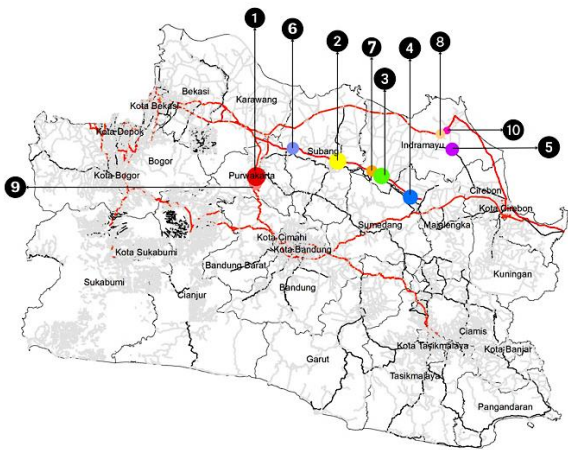 1
6
2
7
4
8
3
Bekasi
Karawang
Kota Bekasi
Kota Depok
10
Subang
Indramayu
5
Bogor
Kota Bogor
Purwakarta
9
Cirebon
Kota Cirebon
Sumedang
Majalengka
Kota Cimahi
Kota Bandung
Kota Sukabumi
Bandung Barat
Kuningan
Sukabumi
Cianjur
Bandung
Ciamis
Kota Tasikmalaya
Kota Banjar
Garut
Tasikmalaya
Pangandaran